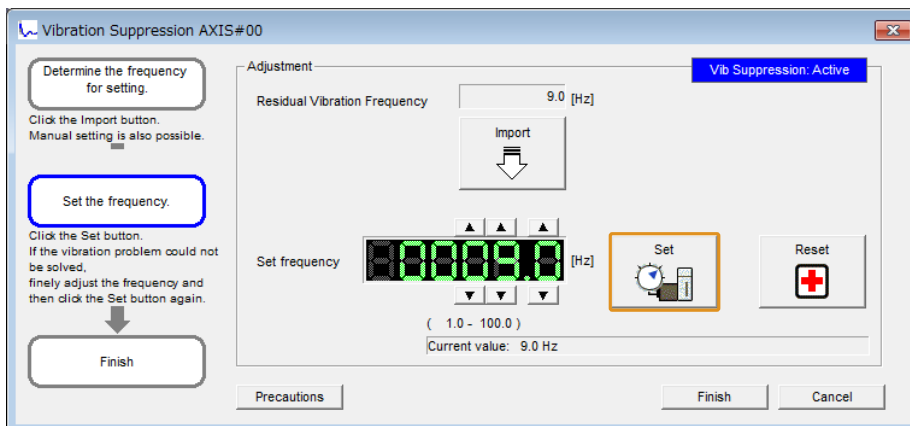 Vibration Suppression AXIS#00
Determine the frequency
for setting.
Click the Import button.
Manual setting is also possible.
Set the frequency.
Click the Set button.
If the vibration problem could not
be solved,
finely adjust the frequency and
then click the Set button again.
Finish
Adjustment
Vib Suppression: Active
Residual Vibration Frequency
9.0 [Hz]
Import
Set frequency
0009.0 [Hz]
( 1.0 - 100.0 )
Current value: 9.0 Hz
Set
Reset
Precautions
Finish
Cancel